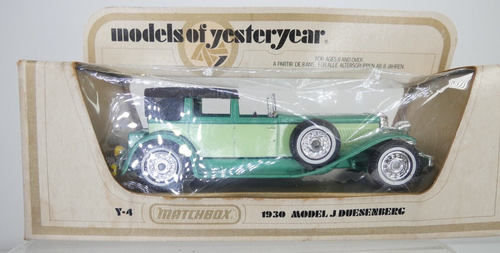 models of yesteryear®
FOR AGES 8 AND OVER
A PARTIR DE 8 ANS. FÜR ALLE ALTERSGRUPPEN AB 8 JAHREN.
Y-4 MATCHBOX 1930 MODEL J DUESENBERG